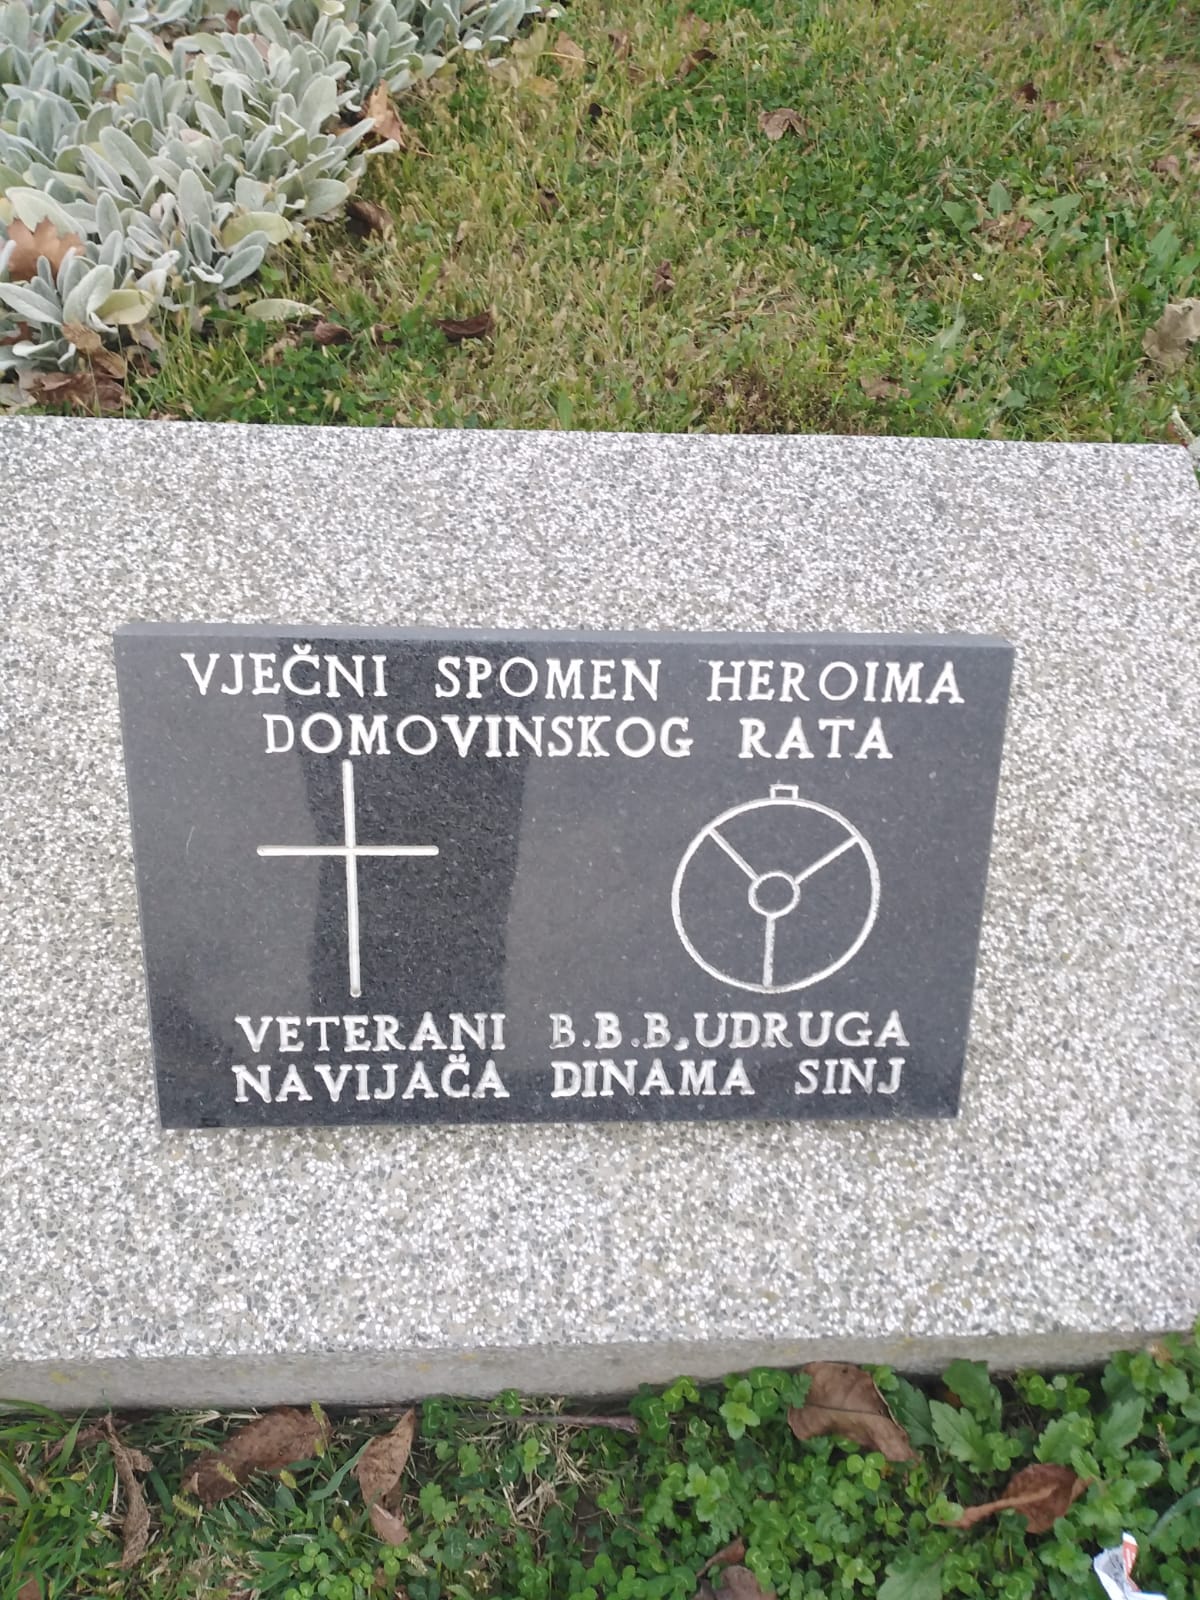 VJEČNI SPOMEN HEROIMA
DOMOVINSKOG RATA
VETERANI B.B.B,UDRUGA
NAVIJAČA DINAMA SINJ